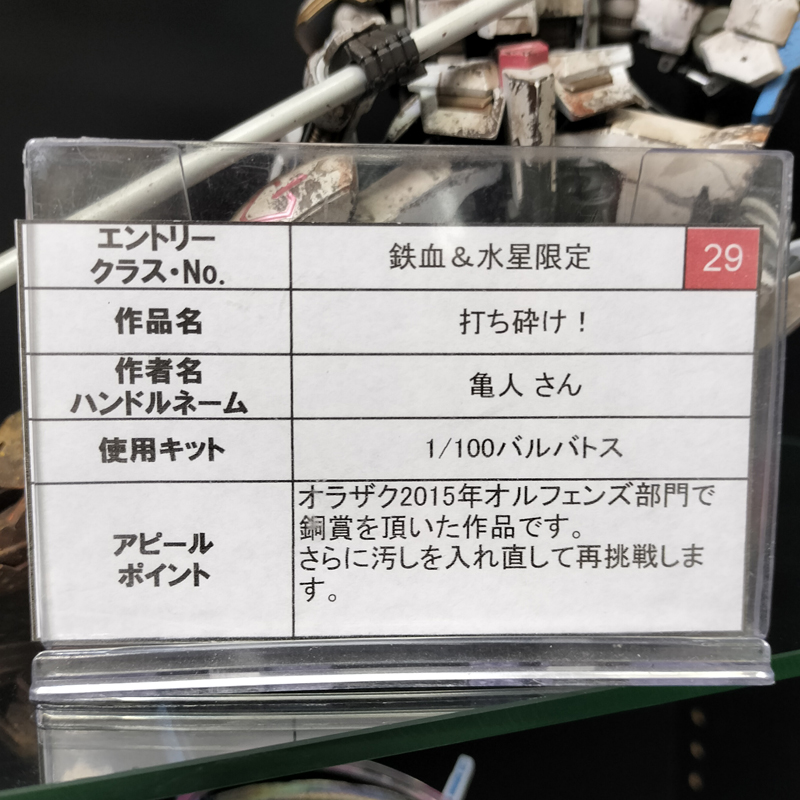 エントリー
クラス・No.
鉄血＆水星限定
29
作品名
打ち砕け！
作者名
ハンドルネーム
亀人 さん
使用キット
1/100バルバトス
アピール
ポイント
オラザク2015年オルフェンズ部門で
銅賞を頂いた作品です。
さらに汚しを入れ直して再挑戦しま
す。